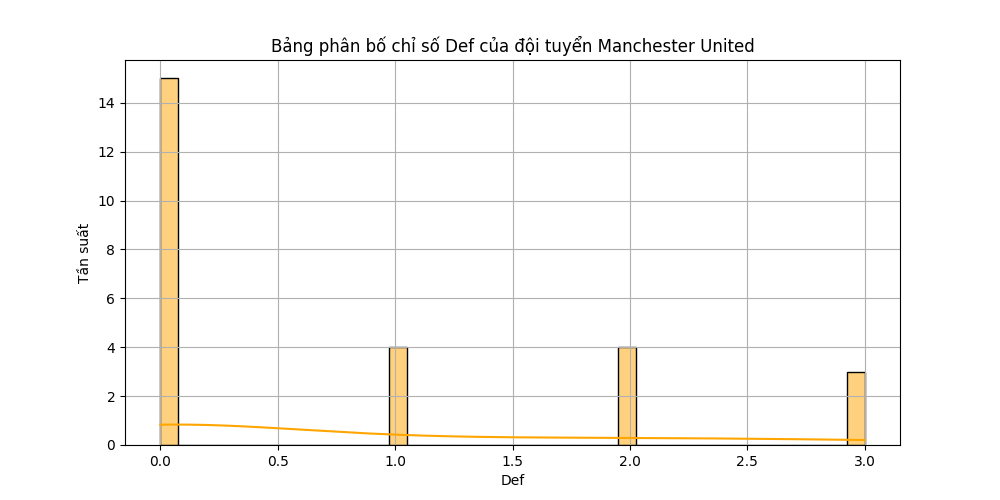 Bảng phân bố chỉ số Def của đội tuyển Manchester United
Tần suất
14
12
10
8
6
4
2
0
0.0 0.5 1.0 1.5 2.0 2.5 3.0
Def